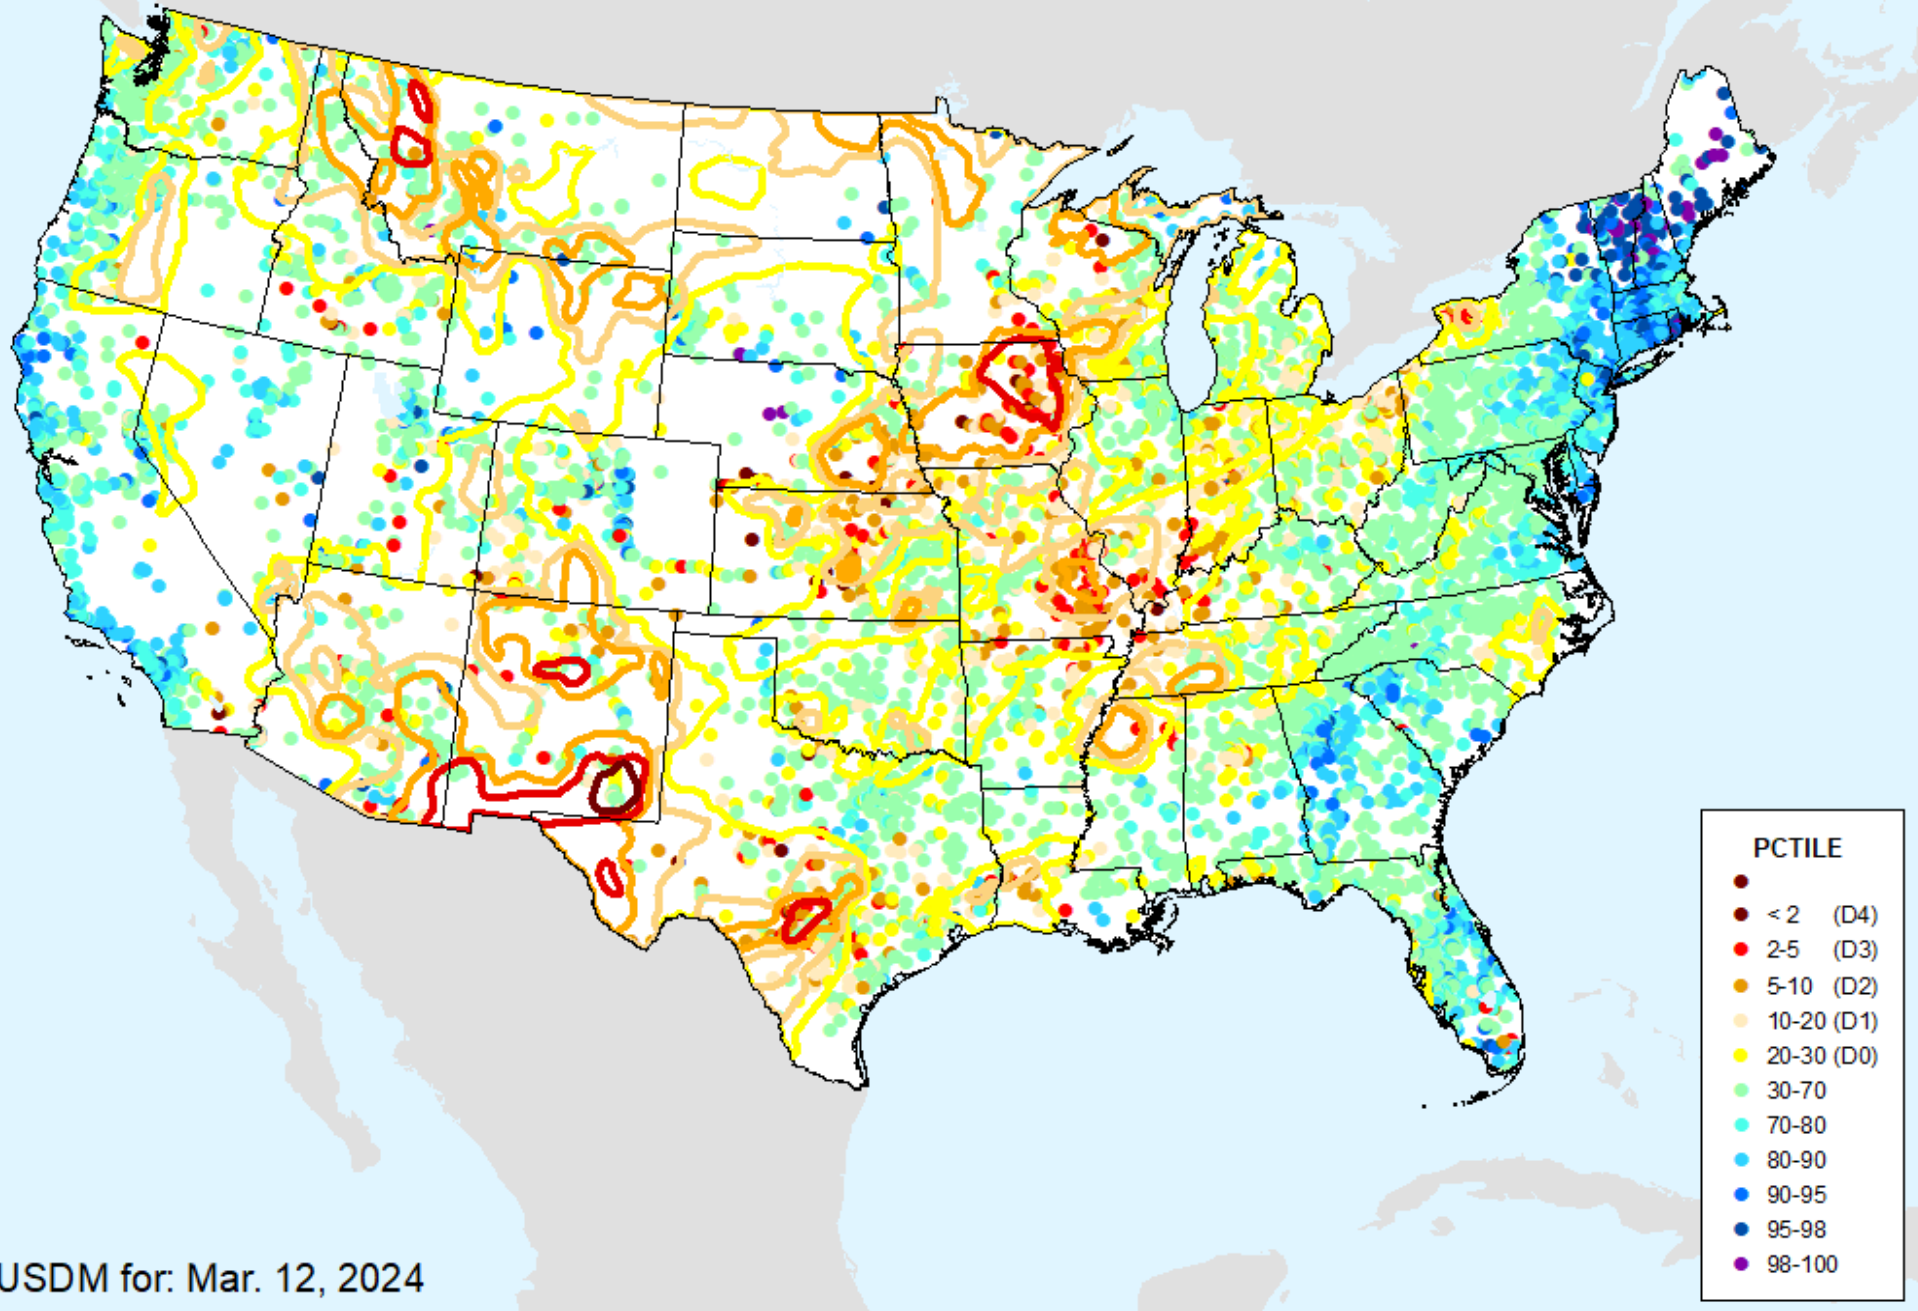 PCTILE
< 2 (D4)
2-5 (D3)
5-10 (D2)
10-20 (D1)
20-30 (D0)
30-70
70-80
80-90
90-95
95-98
98-100
USDM for: Mar. 12, 2024